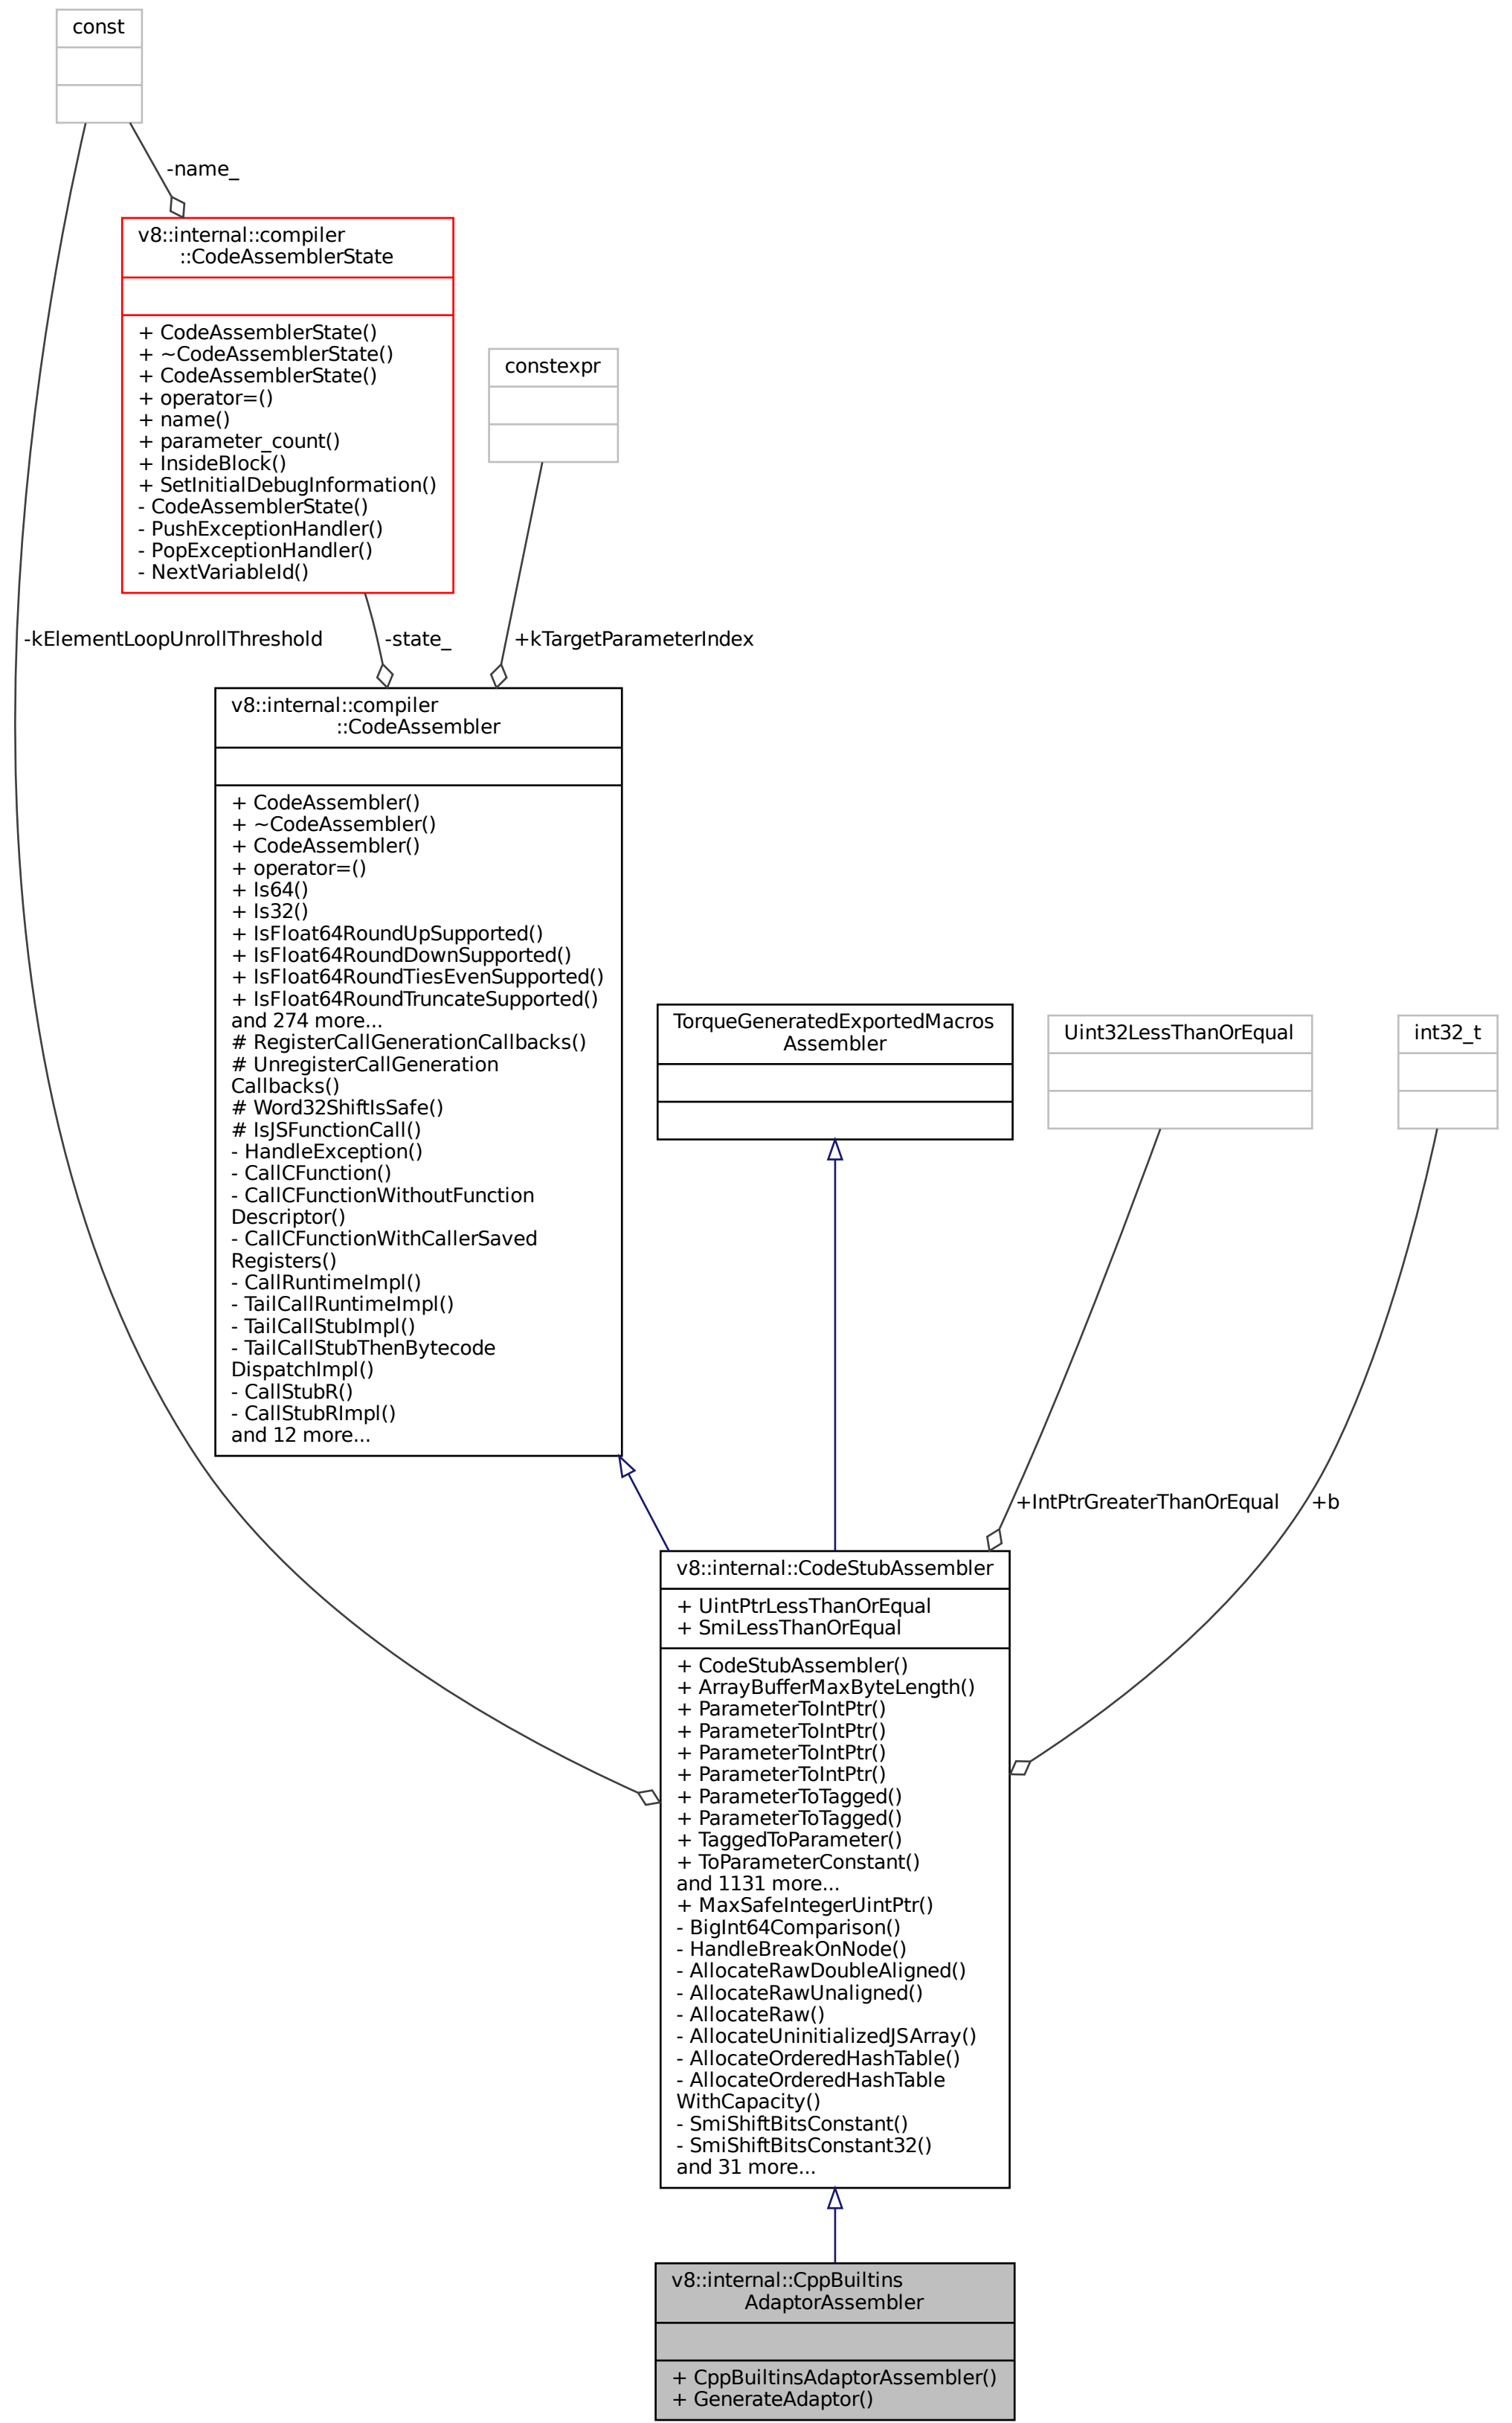 const
-name_
v8::internal::compiler
::CodeAssemblerState
+ CodeAssemblerState()
+ ~CodeAssemblerState()
+ CodeAssemblerState()
+ operator=()
+ name()
+ parameter_count()
+ InsideBlock()
+ SetInitialDebugInformation()
- CodeAssemblerState()
- PushExceptionHandler()
- PopExceptionHandler()
- NextVariableId()
constexpr
-kElementLoopUnrollThreshold
-state_
+kTargetParameterIndex
v8::internal::compiler
::CodeAssembler
+ CodeAssembler()
+ ~CodeAssembler()
+ CodeAssembler()
+ operator=()
+ Is64()
+ Is32()
+ IsFloat64RoundUpSupported()
+ IsFloat64RoundDownSupported()
+ IsFloat64RoundTiesEvenSupported()
+ IsFloat64RoundTruncateSupported()
and 274 more...
# RegisterCallGenerationCallbacks()
# UnregisterCallGeneration
Callbacks()
# Word32ShiftIsSafe()
# IsJSFunctionCall()
- HandleException()
- CallCFunction()
- CallCFunctionWithoutFunction
Descriptor()
- CallCFunctionWithCallerSaved
Registers()
- CallRuntimeImpl()
- TailCallRuntimeImpl()
- TailCallStubImpl()
- TailCallStubThenBytecode
DispatchImpl()
- CallStubR()
- CallStubRImpl()
and 12 more...
TorqueGeneratedExportedMacros
Assembler
Uint32LessThanOrEqual
int32_t
+IntPtrGreaterThanOrEqual
+b
v8::internal::CodeStubAssembler
+ UintPtrLessThanOrEqual
+ SmiLessThanOrEqual
+ CodeStubAssembler()
+ ArrayBufferMaxByteLength()
+ ParameterToIntPtr()
+ ParameterToIntPtr()
+ ParameterToIntPtr()
+ ParameterToIntPtr()
+ ParameterToTagged()
+ ParameterToTagged()
+ TaggedToParameter()
+ ToParameterConstant()
and 1131 more...
+ MaxSafeIntegerUintPtr()
- BigInt64Comparison()
- HandleBreakOnNode()
- AllocateRawDoubleAligned()
- AllocateRawUnaligned()
- AllocateRaw()
- AllocateUninitializedJSArray()
- AllocateOrderedHashTable()
- AllocateOrderedHashTable
WithCapacity()
- SmiShiftBitsConstant()
- SmiShiftBitsConstant32()
and 31 more...
v8::internal::CppBuiltins
AdaptorAssembler
+ CppBuiltinsAdaptorAssembler()
+ GenerateAdaptor()